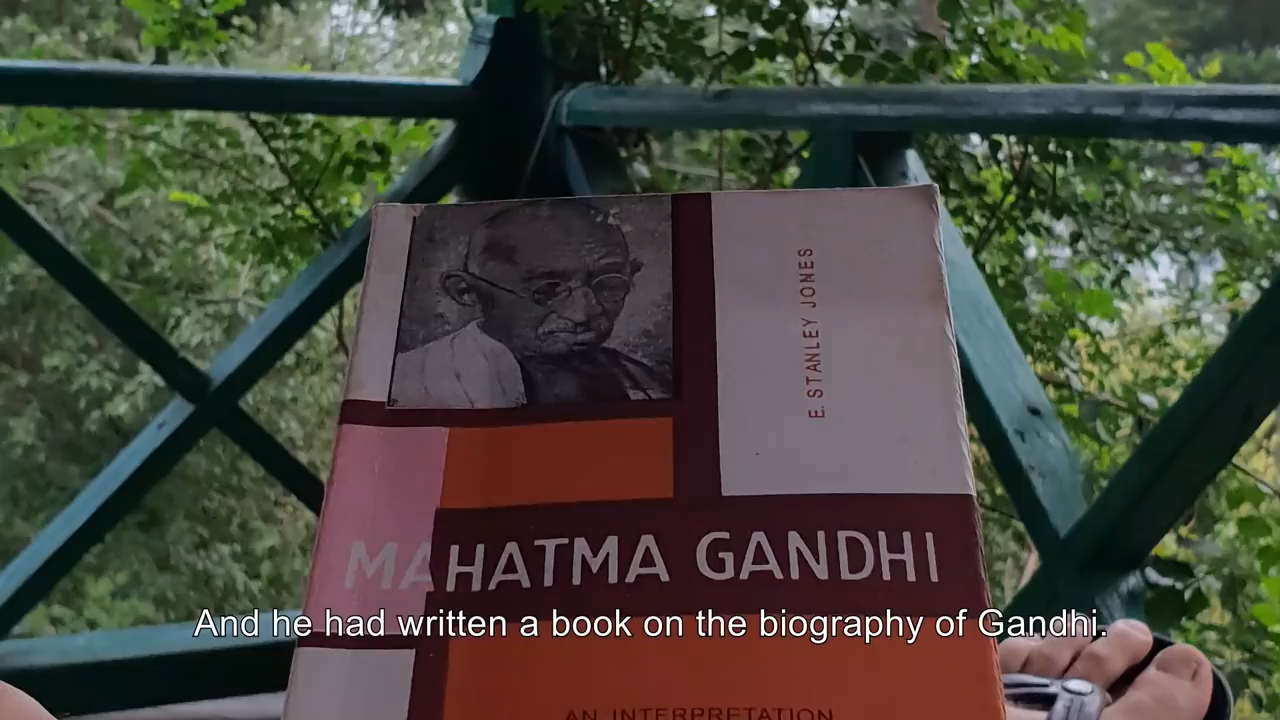 E. STANLEY JONES
MAHATMA GANDHI
And he had written a book on the biography of Gandhi.
AN INTERPRETATION